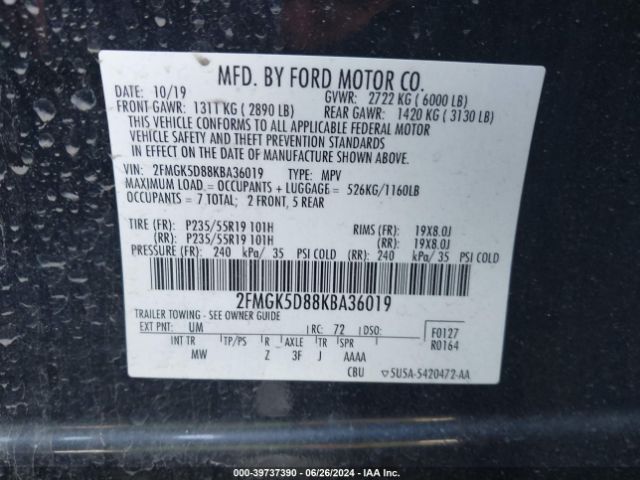 MFD. BY FORD MOTOR CO.
DATE: 10/19 GVWR: 2722 KG ( 6000 LB)
FRONT GAWR: 1311 KG ( 2890 LB) REAR GAWR: 1420 KG ( 3130 LB)
THIS VEHICLE CONFORMS TO ALL APPLICABLE FEDERAL MOTOR
VEHICLE SAFETY AND THEFT PREVENTION STANDARDS
IN EFFECT ON THE DATE OF MANUFACTURE SHOWN ABOVE.
VIN: 2FMGK5D88KBA36019 TYPE: MPV
MAXIMUM LOAD = OCCUPANTS + LUGGAGE = 526KG/1160LB
OCCUPANTS = 7 TOTAL; 2 FRONT, 5 REAR
TIRE (FR): P235/55R19 101H RIMS (FR): 19X8.0J
(RR): P235/55R19 101H (RR): 19X8.0J
PRESSURE (FR): 240 kPa/ 35 PSI COLD (RR): 240 kPa/ 35 PSI COLD
2FMGK5D88KBA36019
TRAILER TOWING - SEE OWNER GUIDE
EXT PNT: UM RC: 72 DSO: F0127
INT TR TP/PS R AXLE TR SPR R0164
MW Z 3F J AAAA
CBU ▽5USA-5420472-AA
000-39737390 - 06/26/2024 - IAA Inc.